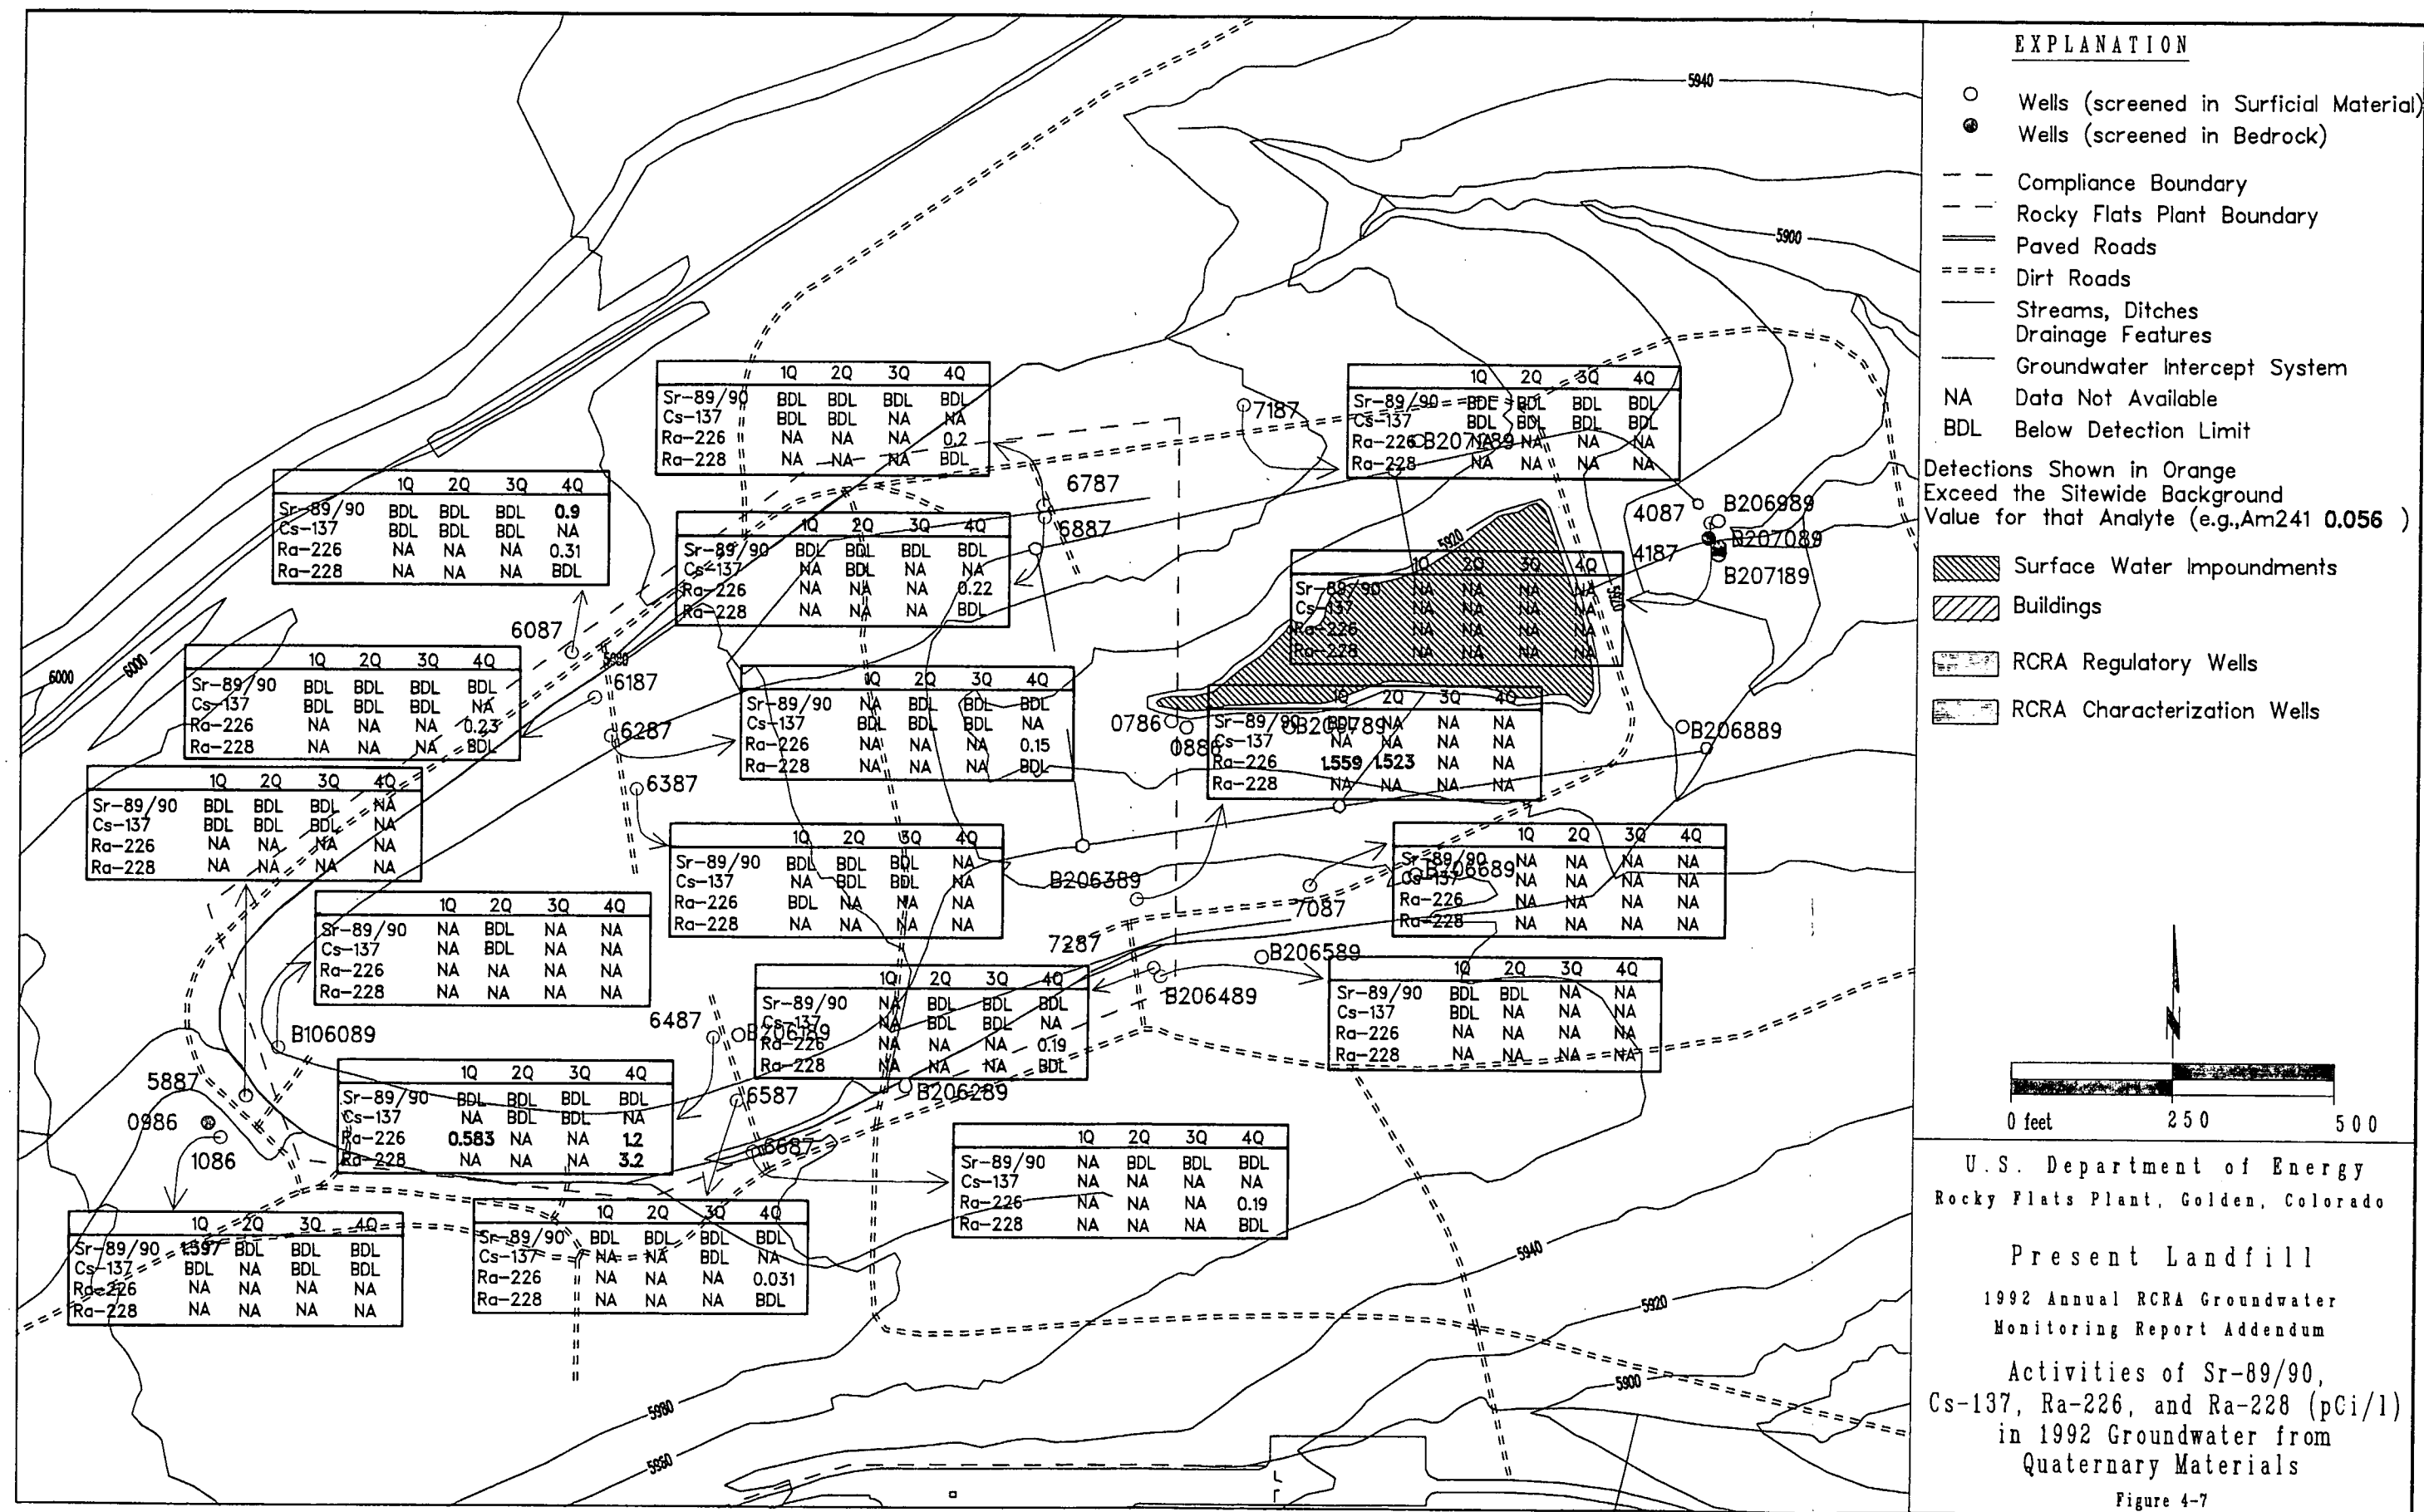 EXPLANATION
Wells (screened in Surficial Material)
Wells (screened in Bedrock)
Compliance Boundary
Rocky Flats Plant Boundary
Paved Roads
Dirt Roads
Streams, Ditches
Drainage Features
Groundwater Intercept System
NA Data Not Available
BDL Below Detection Limit
Detections Shown in Orange
Exceed the Sitewide Background
Value for that Analyte (e.g.,Am241 0.056 )
Surface Water Impoundments
Buildings
RCRA Regulatory Wells
RCRA Characterization Wells
N
0 feet 250 500
U.S. Department of Energy
Rocky Flats Plant, Golden, Colorado
Present Landfill
1992 Annual RCRA Groundwater
Monitoring Report Addendum
Activities of Sr-89/90,
Cs-137, Ra-226, and Ra-228 (pCi/l)
in 1992 Groundwater from
Quaternary Materials
Figure 4-7
5940
5900
1Q 2Q 3Q 4Q
Sr-89/90 BDL BDL BDL BDL
Cs-137 BDL BDL NA NA
Ra-226 NA NA NA 0.2
Ra-228 NA NA NA BDL
7187
1Q 2Q 3Q 4Q
Sr-89/90 BDL BDL BDL BDL
Cs-137 BDL BDL BDL BDL
Ra-226 NA NA NA NA
Ra-228 NA NA NA NA
B207289
6787
6887
1Q 2Q 3Q 4Q
Sr-89/90 BDL BDL BDL 0.9
Cs-137 BDL BDL BDL NA
Ra-226 NA NA NA 0.31
Ra-228 NA NA NA BDL
1Q 2Q 3Q 4Q
Sr-89/90 BDL BDL BDL BDL
Cs-137 NA BDL NA NA
Ra-226 NA NA NA 0.22
Ra-228 NA NA NA BDL
5920
4087
B206989
4187
B207089
B207189
1Q 2Q 3Q 4Q
Sr-89/90 NA NA NA NA
Cs-137 NA NA NA NA
Ra-226 NA NA NA NA
Ra-228 NA NA NA NA
5920
6087
5980
6187
6287
6387
6000
6000
1Q 2Q 3Q 4Q
Sr-89/90 BDL BDL BDL BDL
Cs-137 BDL BDL BDL NA
Ra-226 NA NA NA 0.23
Ra-228 NA NA NA BDL
1Q 2Q 3Q 4Q
Sr-89/90 NA BDL BDL BDL
Cs-137 BDL BDL BDL NA
Ra-226 NA NA NA 0.15
Ra-228 NA NA NA BDL
0786
0886
B206789
1Q 2Q 3Q 4Q
Sr-89/90 BDL NA NA NA
Cs-137 NA NA NA NA
Ra-226 1.559 1.523 NA NA
Ra-228 NA NA NA NA
B206889
1Q 2Q 3Q 4Q
Sr-89/90 BDL BDL BDL NA
Cs-137 BDL BDL BDL NA
Ra-226 NA NA NA NA
Ra-228 NA NA NA NA
1Q 2Q 3Q 4Q
Sr-89/90 BDL BDL BDL NA
Cs-137 NA BDL BDL NA
Ra-226 BDL NA NA NA
Ra-228 NA NA NA NA
B206389
7087
1Q 2Q 3Q 4Q
Sr-89/90 NA NA NA NA
Cs-137 NA NA NA NA
Ra-226 NA NA NA NA
Ra-228 NA NA NA NA
B206689
1Q 2Q 3Q 4Q
Sr-89/90 NA BDL NA NA
Cs-137 NA BDL NA NA
Ra-226 NA NA NA NA
Ra-228 NA NA NA NA
7287
B206589
B206489
1Q 2Q 3Q 4Q
Sr-89/90 NA BDL BDL BDL
Cs-137 NA BDL BDL NA
Ra-226 NA NA NA 0.19
Ra-228 NA NA NA BDL
1Q 2Q 3Q 4Q
Sr-89/90 BDL BDL NA NA
Cs-137 BDL NA NA NA
Ra-226 NA NA NA NA
Ra-228 NA NA NA NA
6487
B206189
B106089
5887
0986
1086
6587
B206289
6687
1Q 2Q 3Q 4Q
Sr-89/90 BDL BDL BDL BDL
Cs-137 NA BDL BDL NA
Ra-226 0.583 NA NA 1.2
Ra-228 NA NA NA 3.2
1Q 2Q 3Q 4Q
Sr-89/90 NA BDL BDL BDL
Cs-137 NA NA NA NA
Ra-226 NA NA NA 0.19
Ra-228 NA NA NA BDL
1Q 2Q 3Q 4Q
Sr-89/90 1.597 BDL BDL BDL
Cs-137 BDL NA BDL BDL
Ra-226 NA NA NA NA
Ra-228 NA NA NA NA
1Q 2Q 3Q 4Q
Sr-89/90 BDL BDL BDL BDL
Cs-137 NA NA BDL NA
Ra-226 NA NA NA 0.031
Ra-228 NA NA NA BDL
5940
5920
5900
5980
5960